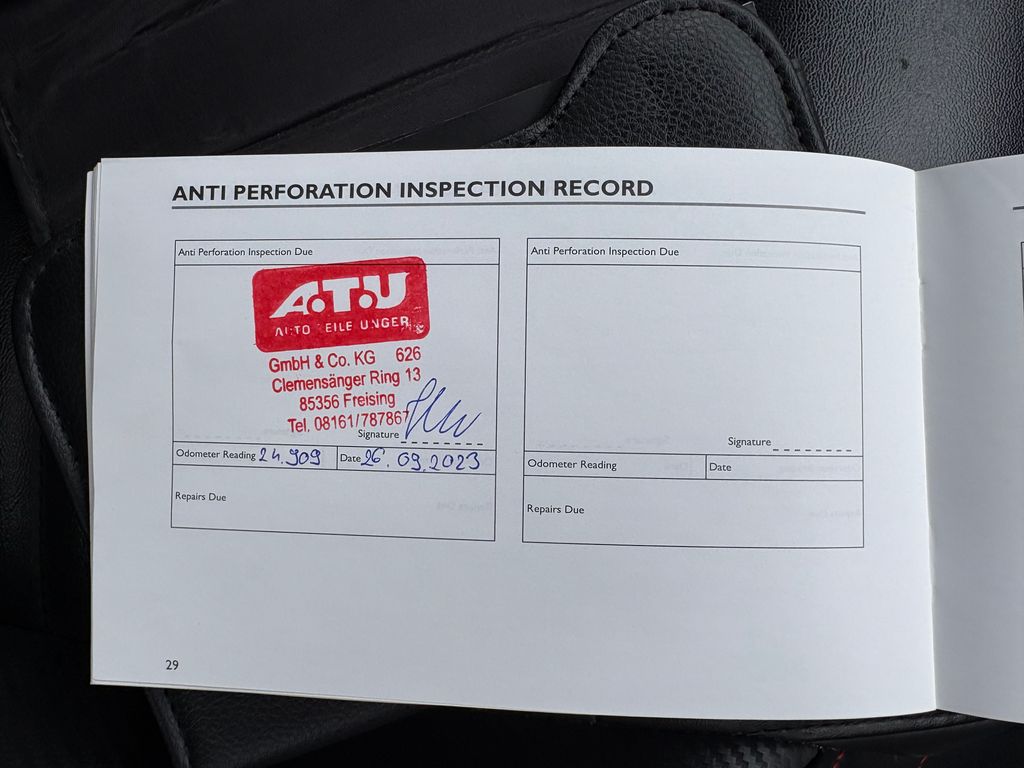 ANTI PERFORATION INSPECTION RECORD
Anti Perforation Inspection Due
A.T.U
AUTO EILE UNGER
GmbH & Co. KG 626
Clemensänger Ring 13
85356 Freising
Tel. 08161/787867
Signature
Odometer Reading 24.909 Date 26.09.2023
Repairs Due
Anti Perforation Inspection Due
Signature
Odometer Reading Date
Repairs Due
29